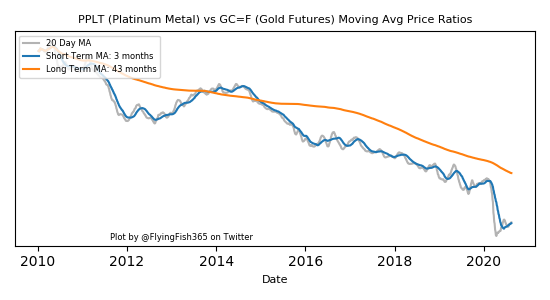 PPLT (Platinum Metal) vs GC=F (Gold Futures) Moving Avg Price Ratios
20 Day MA
Short Term MA: 3 months
Long Term MA: 43 months
Plot by @FlyingFish365 on Twitter
2010 2012 2014 2016 2018 2020
Date